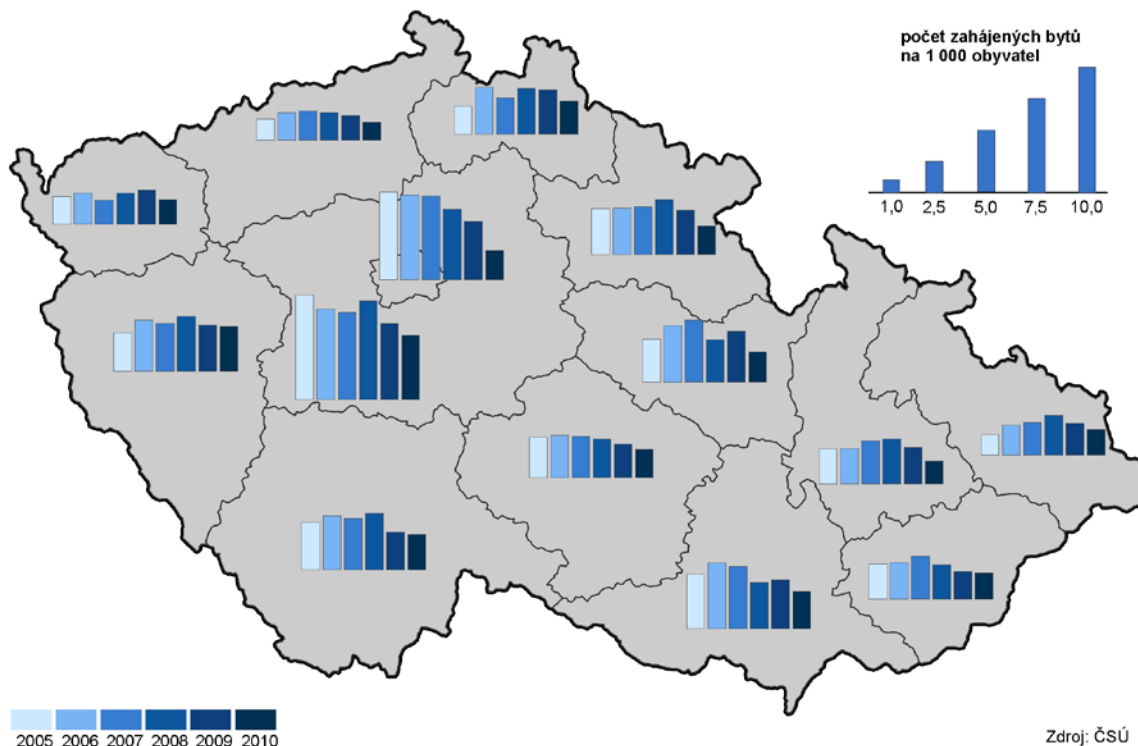 počet zahájených bytů
na 1 000 obyvatel
1,0 2,5 5,0 7,5 10,0
2005 2006 2007 2008 2009 2010
Zdroj: ČSÚ